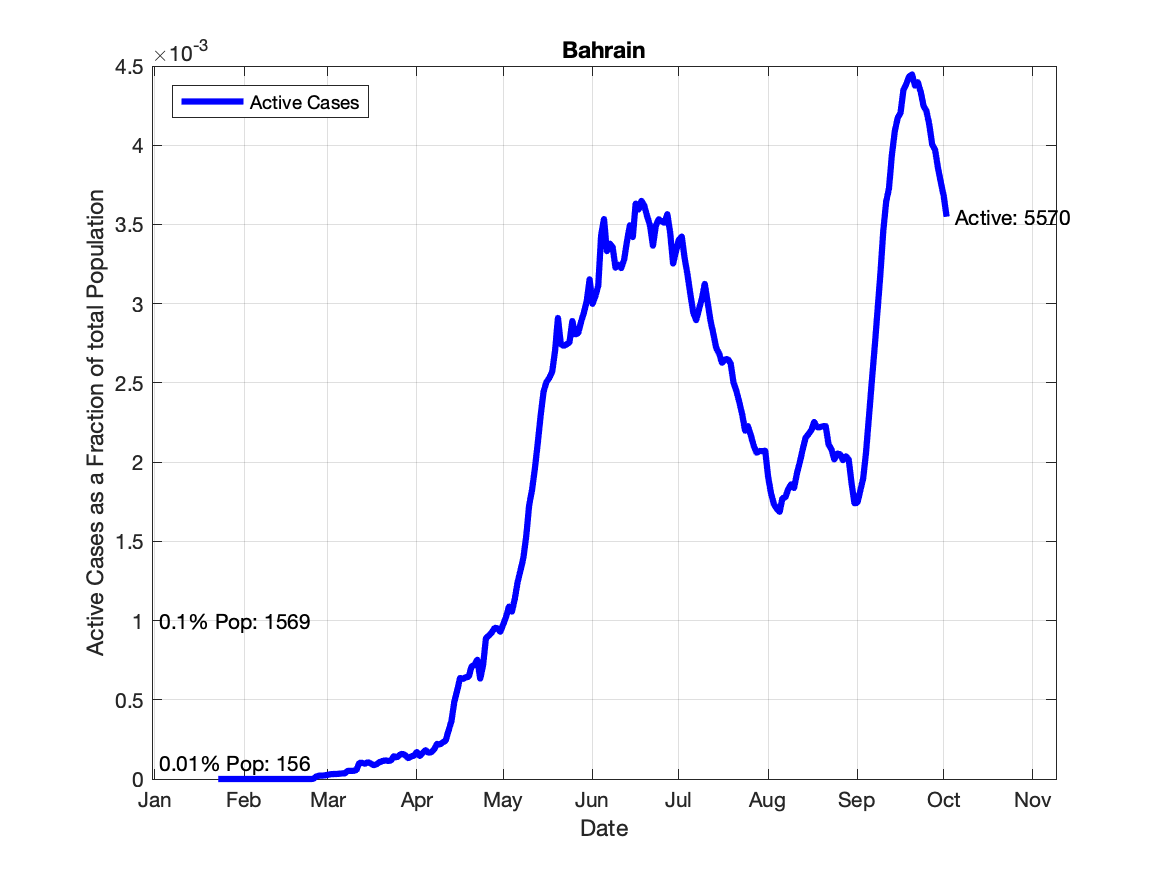 Bahrain
×10-3
4.5
4
3.5
3
2.5
2
1.5
1
0.5
0
Active Cases as a Fraction of total Population
Active Cases
Active: 5570
0.1% Pop: 1569
0.01% Pop: 156
Jan Feb Mar Apr May Jun Jul Aug Sep Oct Nov
Date